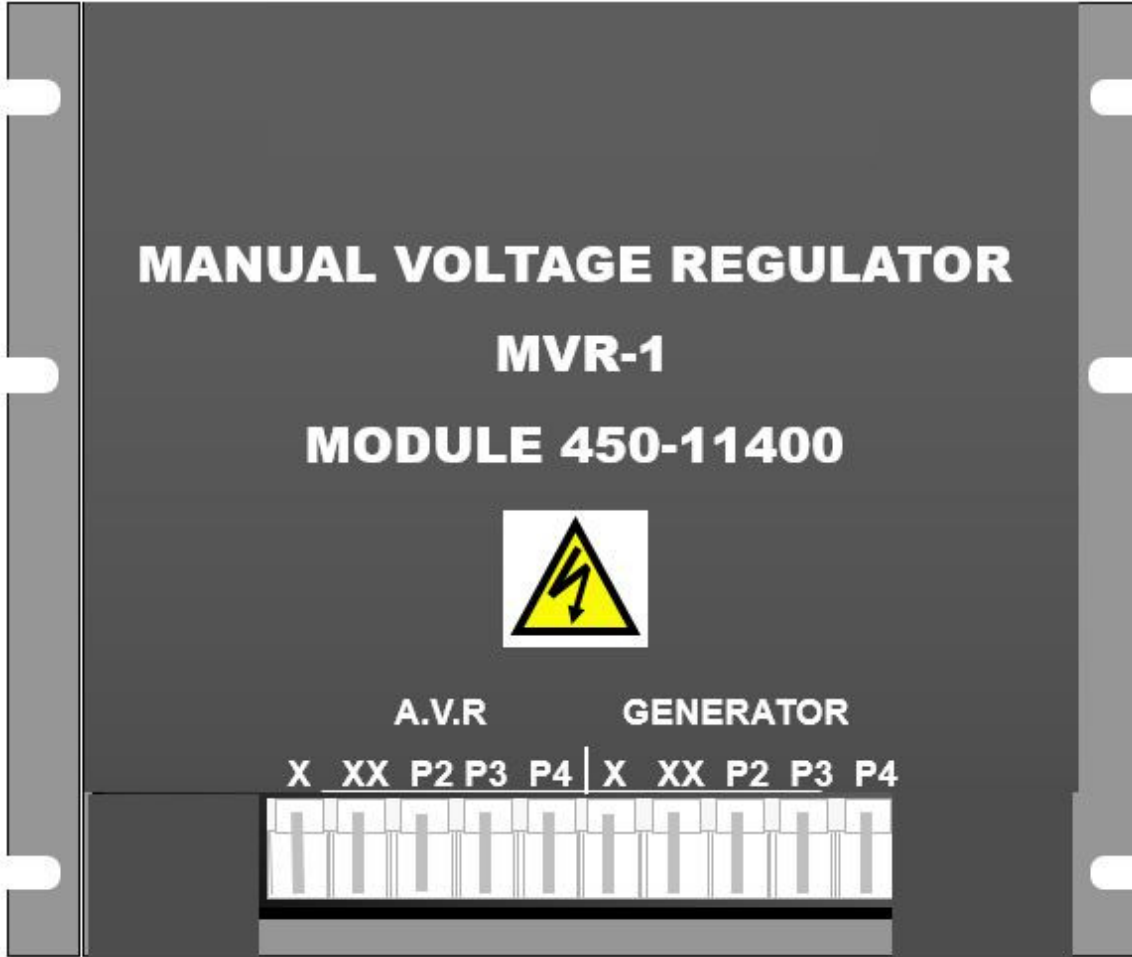 MANUAL VOLTAGE REGULATOR
MVR-1
MODULE 450-11400
A.V.R GENERATOR
X XX P2 P3 P4 X XX P2 P3 P4